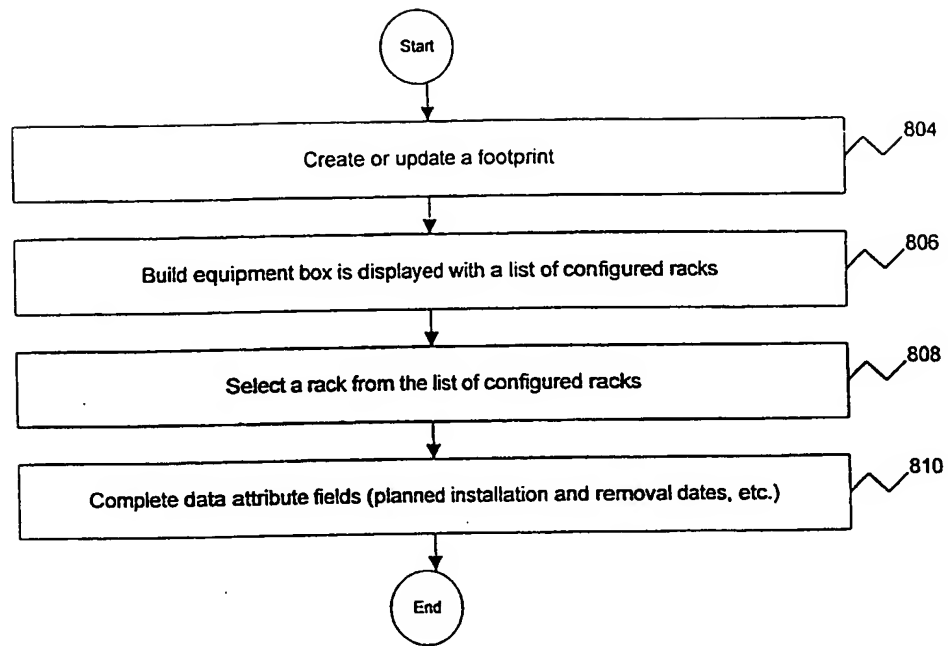 Start
Create or update a footprint
804
Build equipment box is displayed with a list of configured racks
806
Select a rack from the list of configured racks
808
Complete data attribute fields (planned installation and removal dates, etc.)
810
End